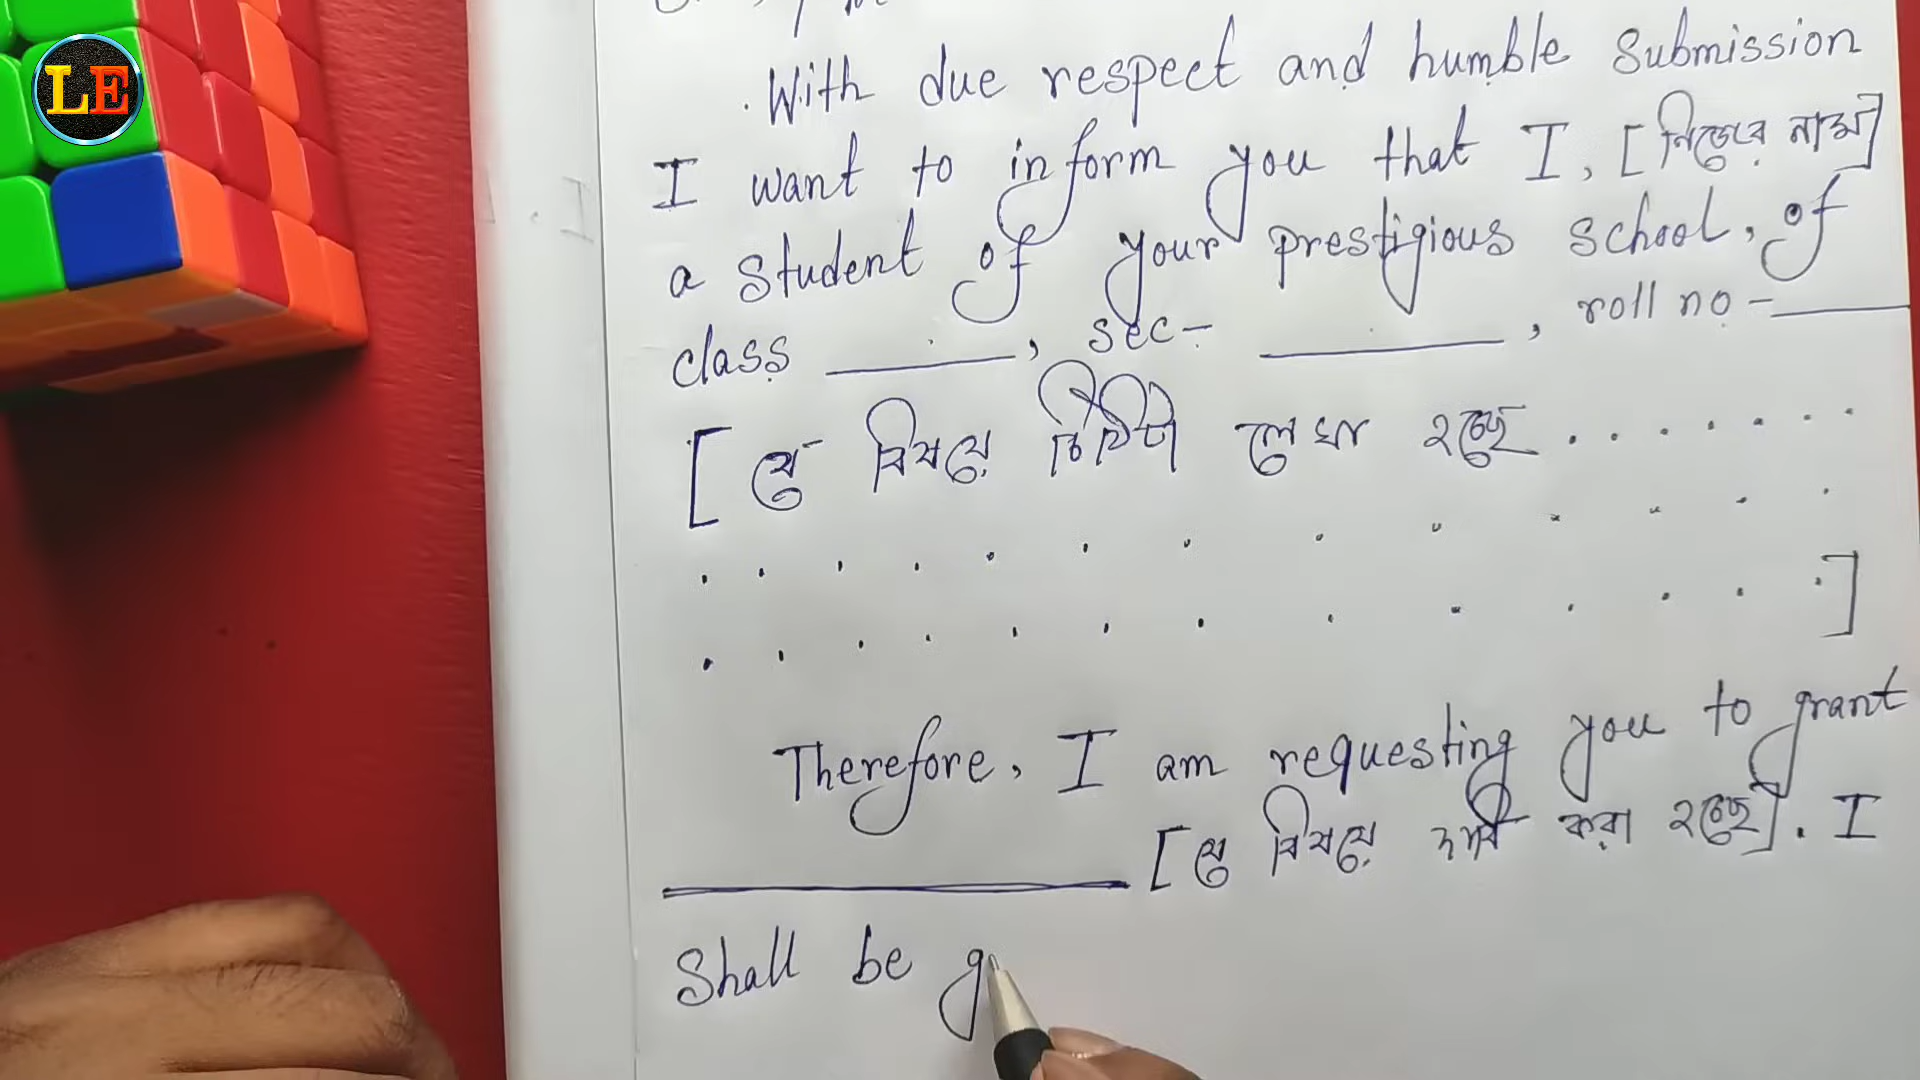 LE
With due respect and humble submission
I want to inform you that I, [নিজের নাম]
a student of your prestigious school, of
class ______, sec- ______, roll no - ______
[যে বিষয়ে চিঠিটা লেখা হচ্ছে . . . . . . .
. . . . . . . . . . . .
. . . . . . . . . . . . . ]
Therefore, I am requesting you to grant
______ [যে বিষয়ে দাবি করা হচ্ছে]. I
Shall be g